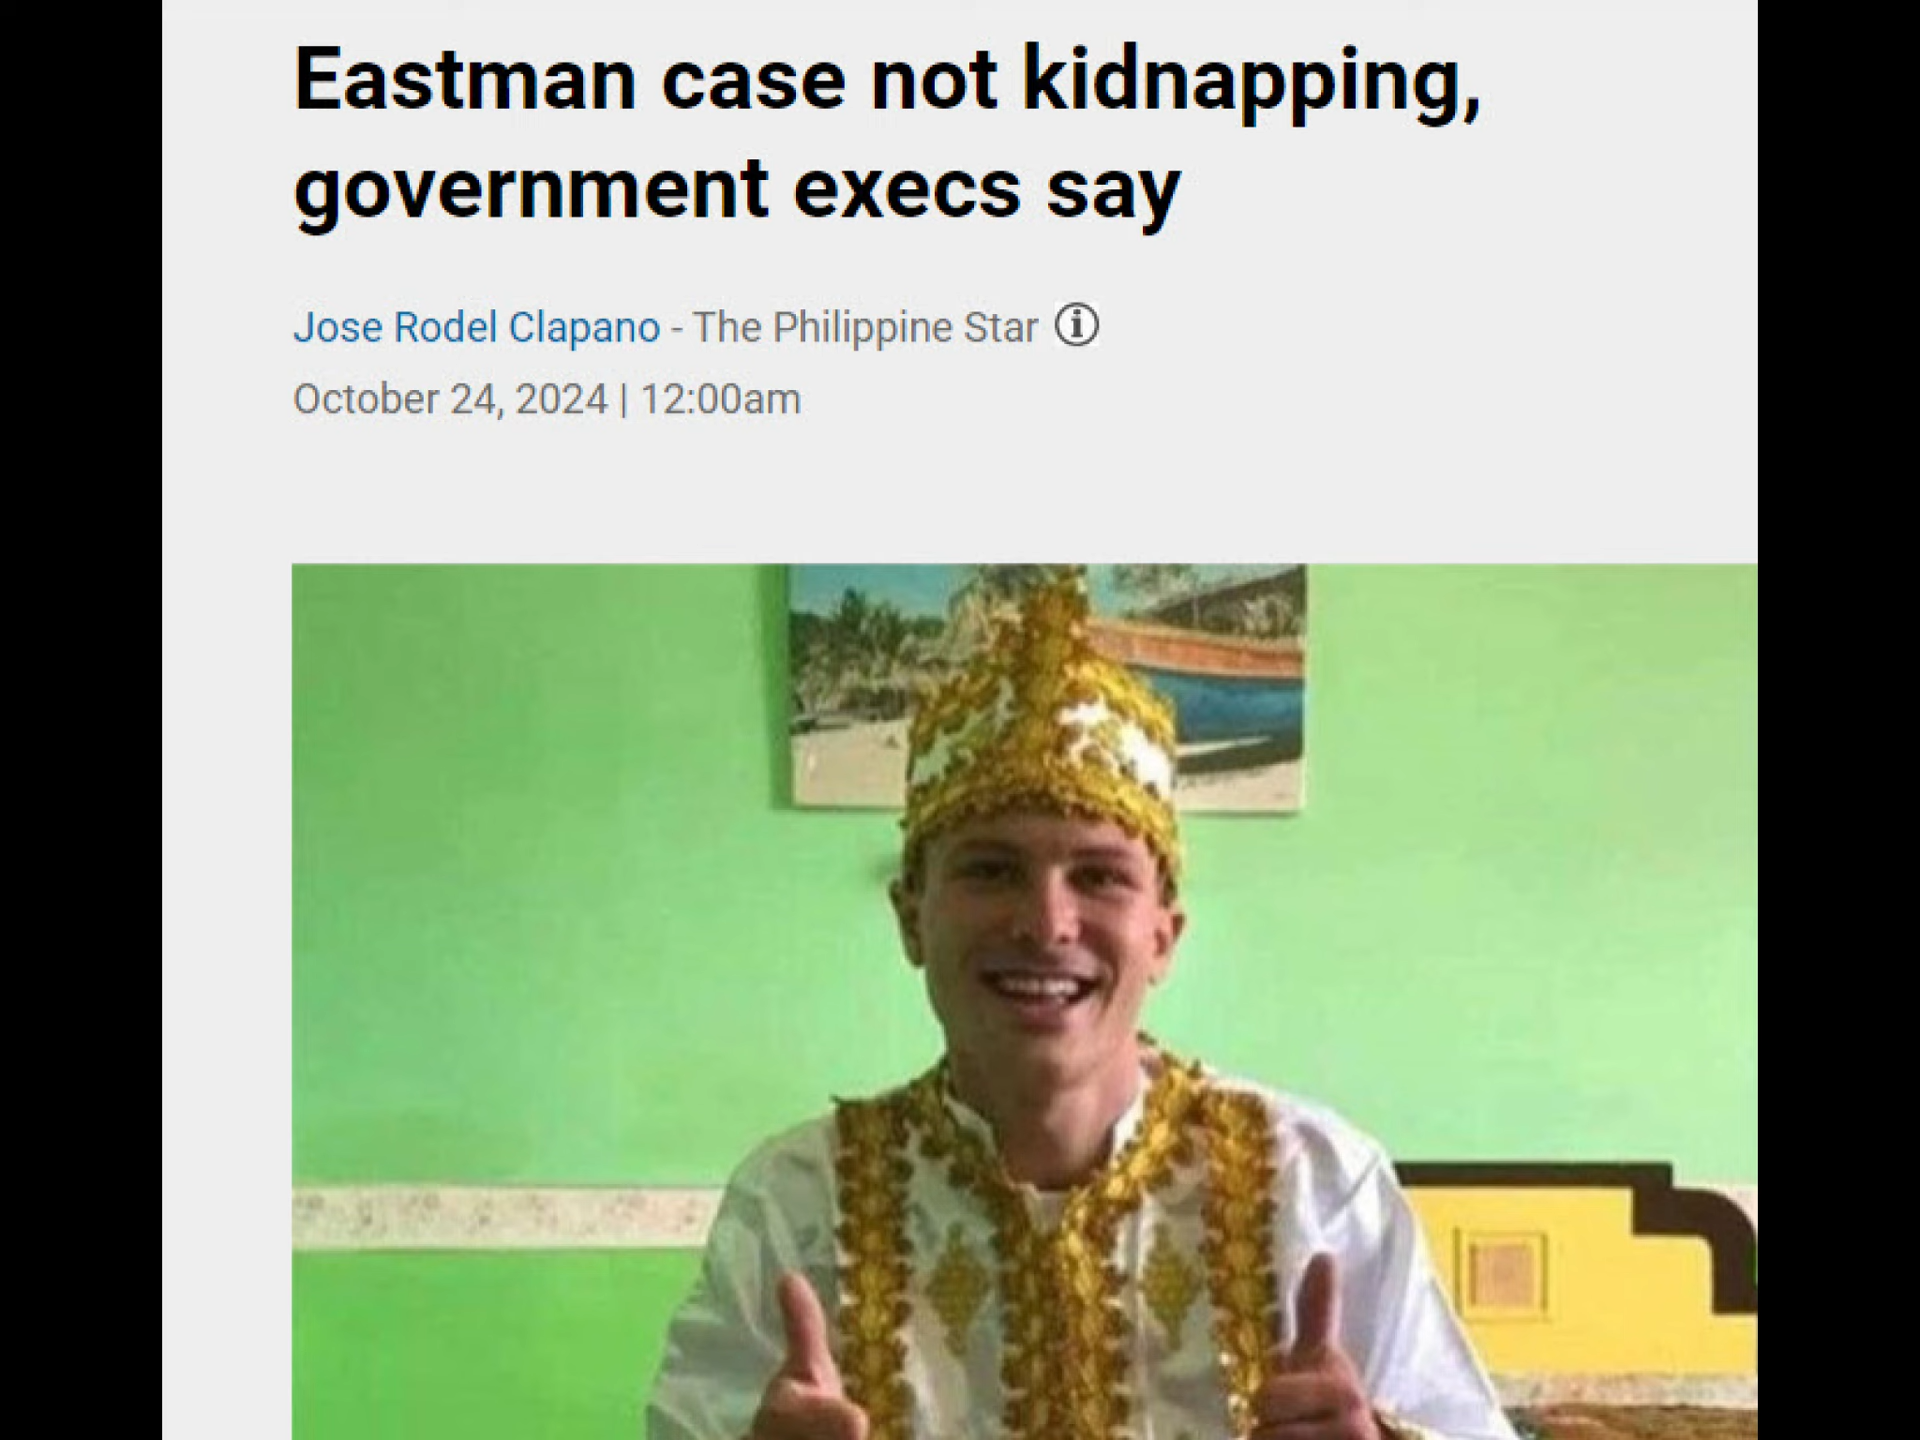 Eastman case not kidnapping,
government execs say
Jose Rodel Clapano - The Philippine Star
October 24, 2024 | 12:00am